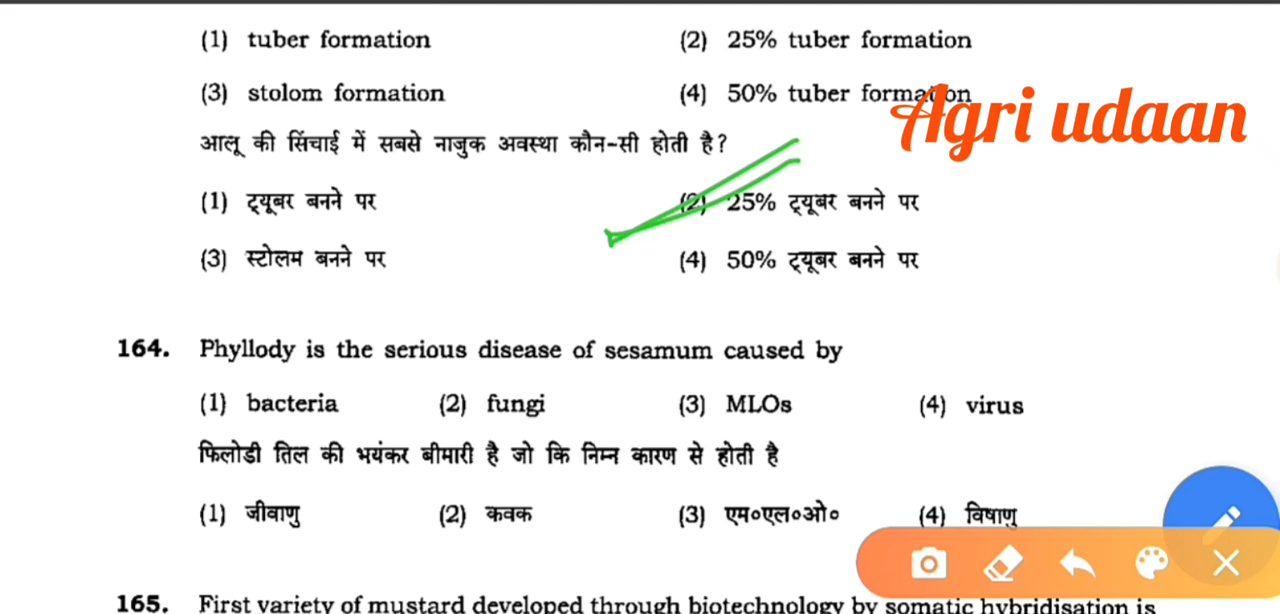 (1) tuber formation (2) 25% tuber formation
(3) stolom formation (4) 50% tuber formation
Agri udaan
आलू की सिंचाई में सबसे नाजुक अवस्था कौन-सी होती है?
(1) ट्यूबर बनने पर (2) 25% ट्यूबर बनने पर
(3) स्टोलम बनने पर (4) 50% ट्यूबर बनने पर
164. Phyllody is the serious disease of sesamum caused by
(1) bacteria (2) fungi (3) MLOs (4) virus
फिलोडी तिल की भयंकर बीमारी है जो कि निम्न कारण से होती है
(1) जीवाणु (2) कवक (3) एम०एल०ओ० (4) विषाणु
165. First variety of mustard developed through biotechnology by somatic hybridisation is